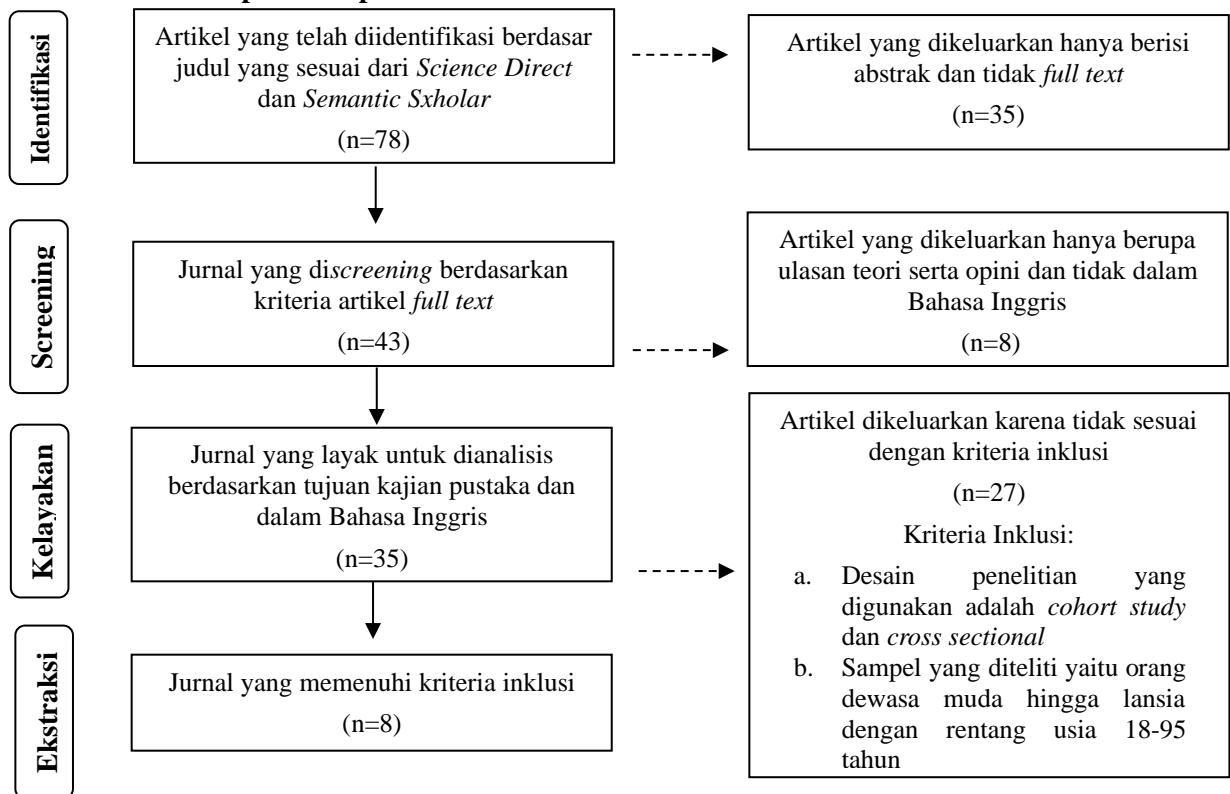 Identifikasi
Artikel yang telah diidentifikasi berdasar
judul yang sesuai dari Science Direct
dan Semantic Sxholar
(n=78)
Artikel yang dikeluarkan hanya berisi
abstrak dan tidak full text
(n=35)
Screening
Jurnal yang discreening berdasarkan
kriteria artikel full text
(n=43)
Artikel yang dikeluarkan hanya berupa
ulasan teori serta opini dan tidak dalam
Bahasa Inggris
(n=8)
Kelayakan
Jurnal yang layak untuk dianalisis
berdasarkan tujuan kajian pustaka dan
dalam Bahasa Inggris
(n=35)
Artikel dikeluarkan karena tidak sesuai
dengan kriteria inklusi
(n=27)
Kriteria Inklusi:
a. Desain penelitian yang
digunakan adalah cohort study
dan cross sectional
b. Sampel yang diteliti yaitu orang
dewasa muda hingga lansia
dengan rentang usia 18-95
tahun
Ekstraksi
Jurnal yang memenuhi kriteria inklusi
(n=8)